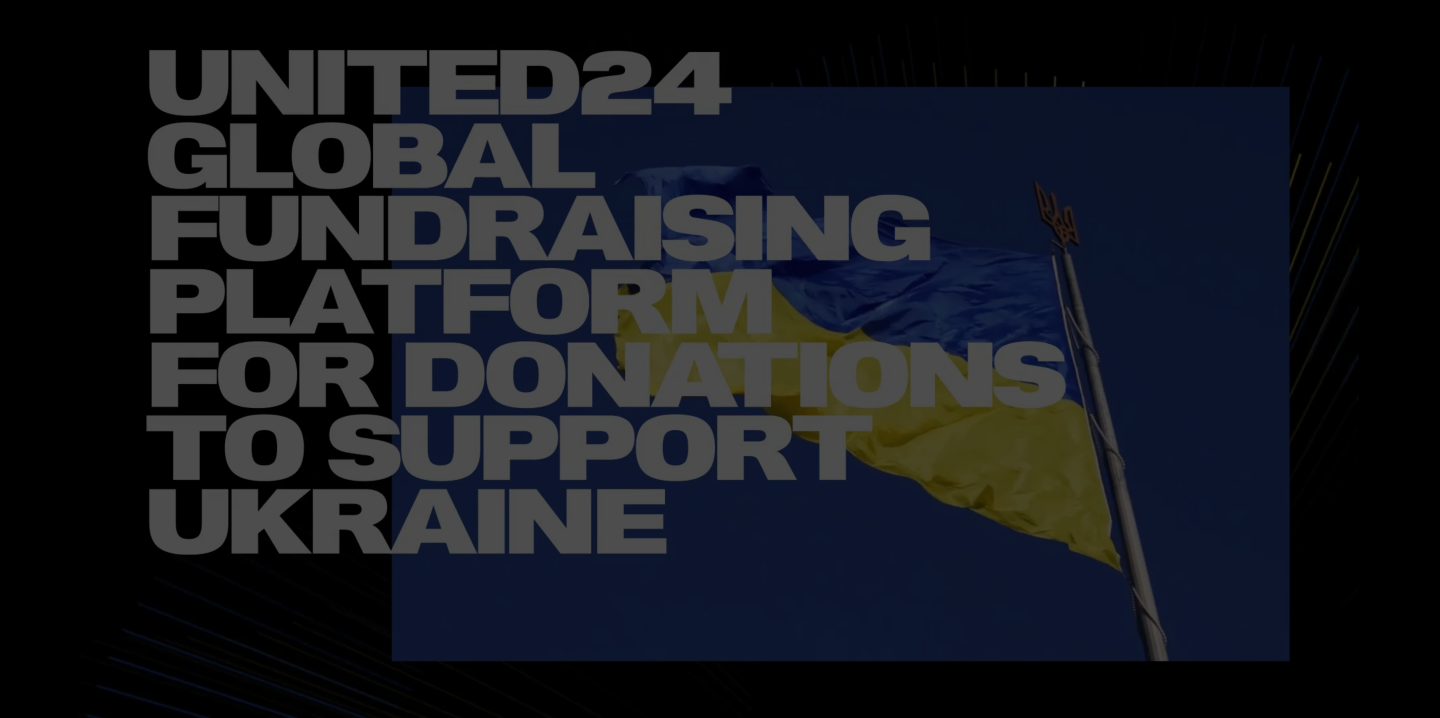 UNITED24
GLOBAL
FUNDRAISING
PLATFORM
FOR DONATIONS
TO SUPPORT
UKRAINE